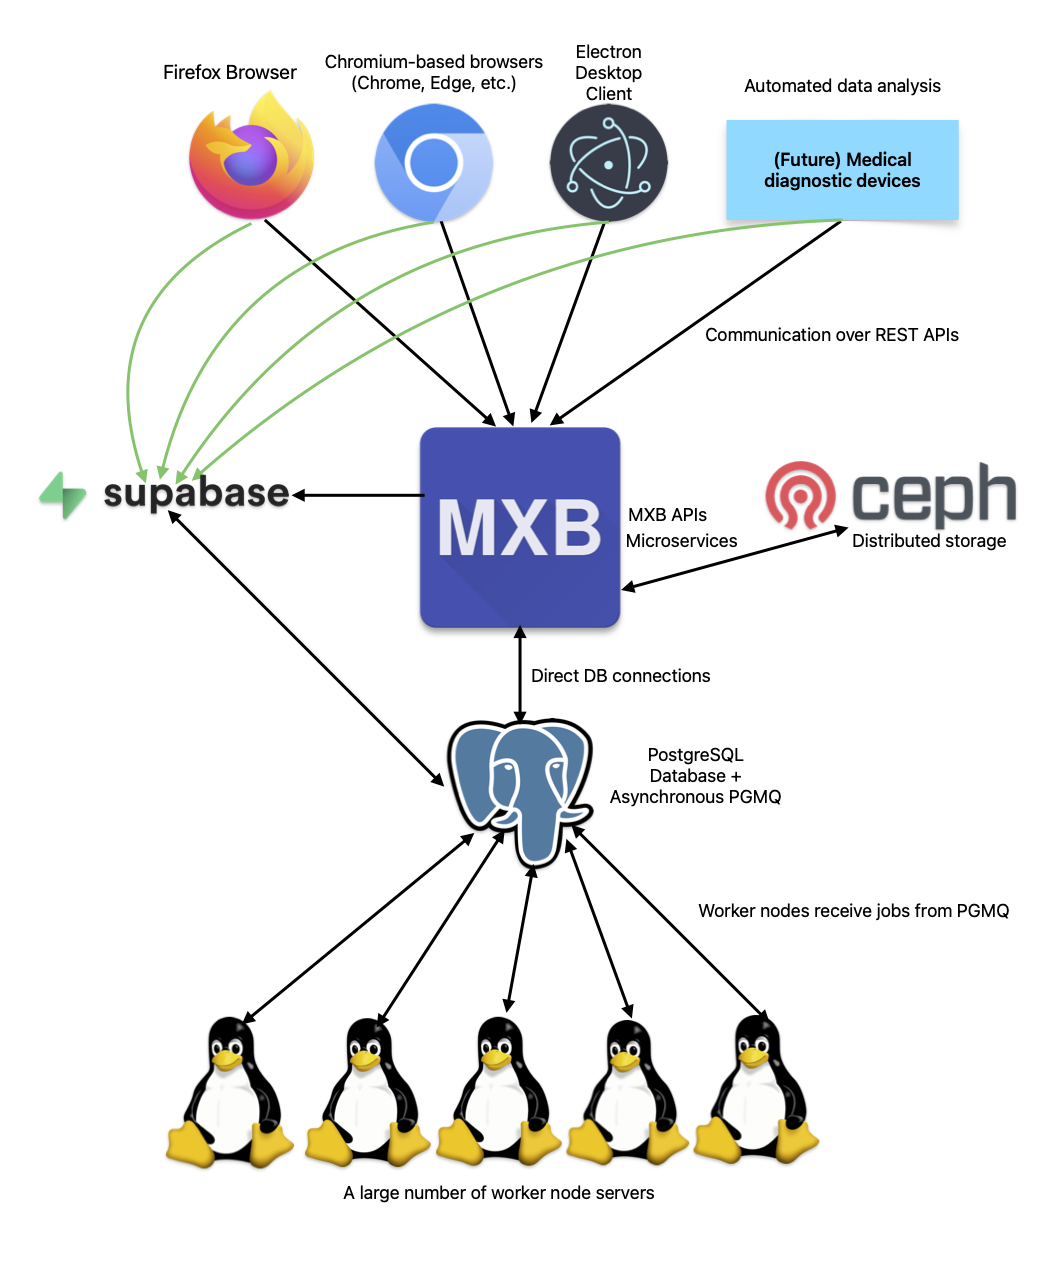 Firefox Browser
Chromium-based browsers
(Chrome, Edge, etc.)
Electron
Desktop
Client
Automated data analysis
(Future) Medical
diagnostic devices
Communication over REST APIs
supabase
MXB
MXB APIs
Microservices
ceph
Distributed storage
Direct DB connections
PostgreSQL
Database +
Asynchronous PGMQ
Worker nodes receive jobs from PGMQ
A large number of worker node servers